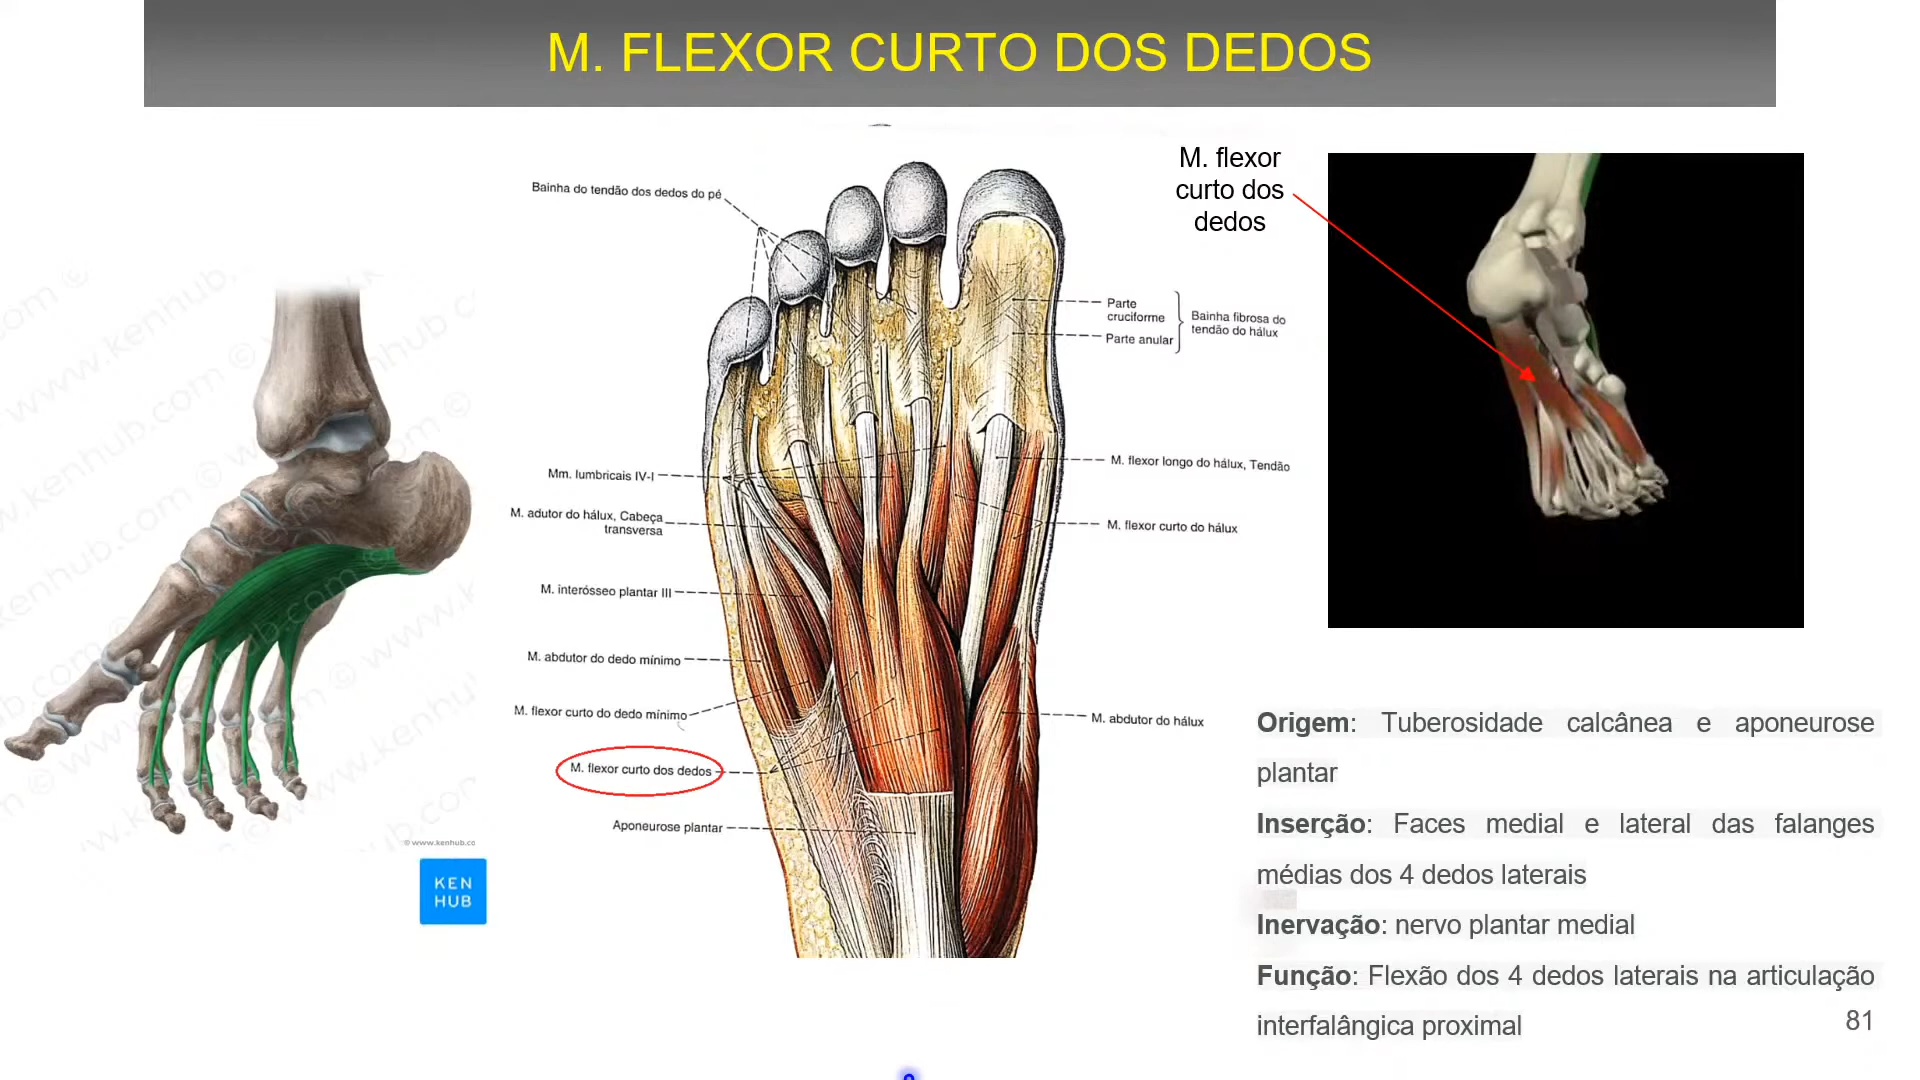 M. FLEXOR CURTO DOS DEDOS
M. flexor
curto dos
dedos
Bainha do tendão dos dedos do pé
Parte
cruciforme
Parte anular
Bainha fibrosa do
tendão do hálux
Mm. lumbricais IV-I
M. flexor longo do hálux, Tendão
M. adutor do hálux, Cabeça
transversa
M. flexor curto do hálux
M. interósseo plantar III
M. abdutor do dedo mínimo
M. flexor curto do dedo mínimo
M. abdutor do hálux
M. flexor curto dos dedos
Aponeurose plantar
© www.kenhub.co
KEN
HUB
Origem: Tuberosidade calcânea e aponeurose
plantar
Inserção: Faces medial e lateral das falanges
médias dos 4 dedos laterais
Inervação: nervo plantar medial
Função: Flexão dos 4 dedos laterais na articulação
interfalângica proximal
81